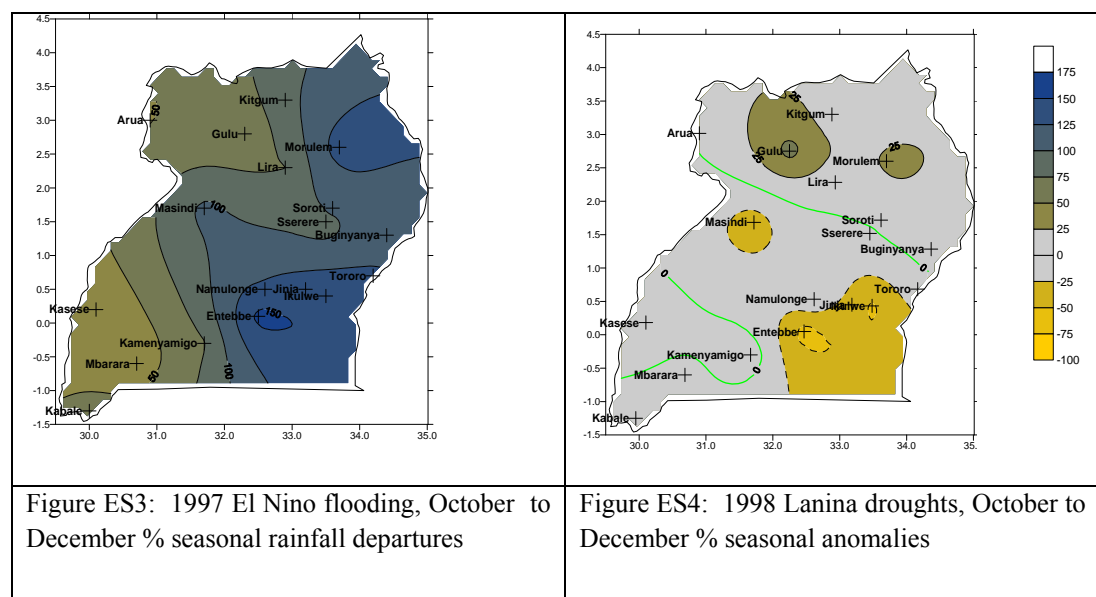 4.5
4.0
3.5
3.0
2.5
2.0
1.5
1.0
0.5
0.0
-0.5
-1.0
-1.5
30.0 31.0 32.0 33.0 34.0 35.0
50
Kitgum
Arua
Gulu
Morulem
Lira
Masindi
100
Soroti
Sserere
Buginyanya
Tororo
Namulonge
Jinja
Ikulwe
Kasese
Entebbe
150
Kamenyamigo
Mbarara
50
100
Kabale
4.5
4.0
3.5
3.0
2.5
2.0
1.5
1.0
0.5
0.0
-0.5
-1.0
-1.5
30.0 31.0 32.0 33.0 34.0 35.
25
Kitgum
Arua
Gulu
25
25
Morulem
Lira
Masindi
Soroti
Sserere
Buginyanya
0
0
Tororo
Namulonge
Jinja
Ikulwe
Kasese
Entebbe
Kamenyamigo
Mbarara
0
Kabale
175
150
125
100
75
50
25
0
-25
-50
-75
-100
Figure ES3: 1997 El Nino flooding, October to
December % seasonal rainfall departures
Figure ES4: 1998 Lanina droughts, October to
December % seasonal anomalies